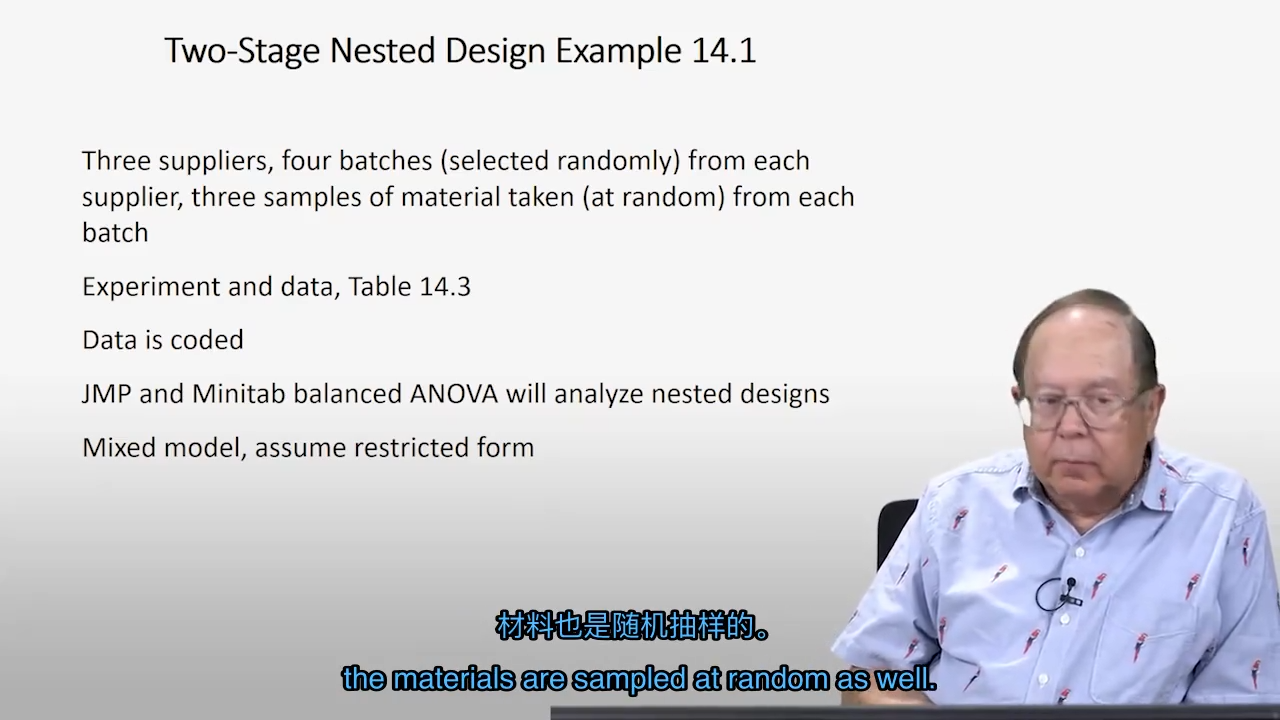 Two-Stage Nested Design Example 14.1
Three suppliers, four batches (selected randomly) from each
supplier, three samples of material taken (at random) from each
batch
Experiment and data, Table 14.3
Data is coded
JMP and Minitab balanced ANOVA will analyze nested designs
Mixed model, assume restricted form
材料也是随机抽样的。
the materials are sampled at random as well.